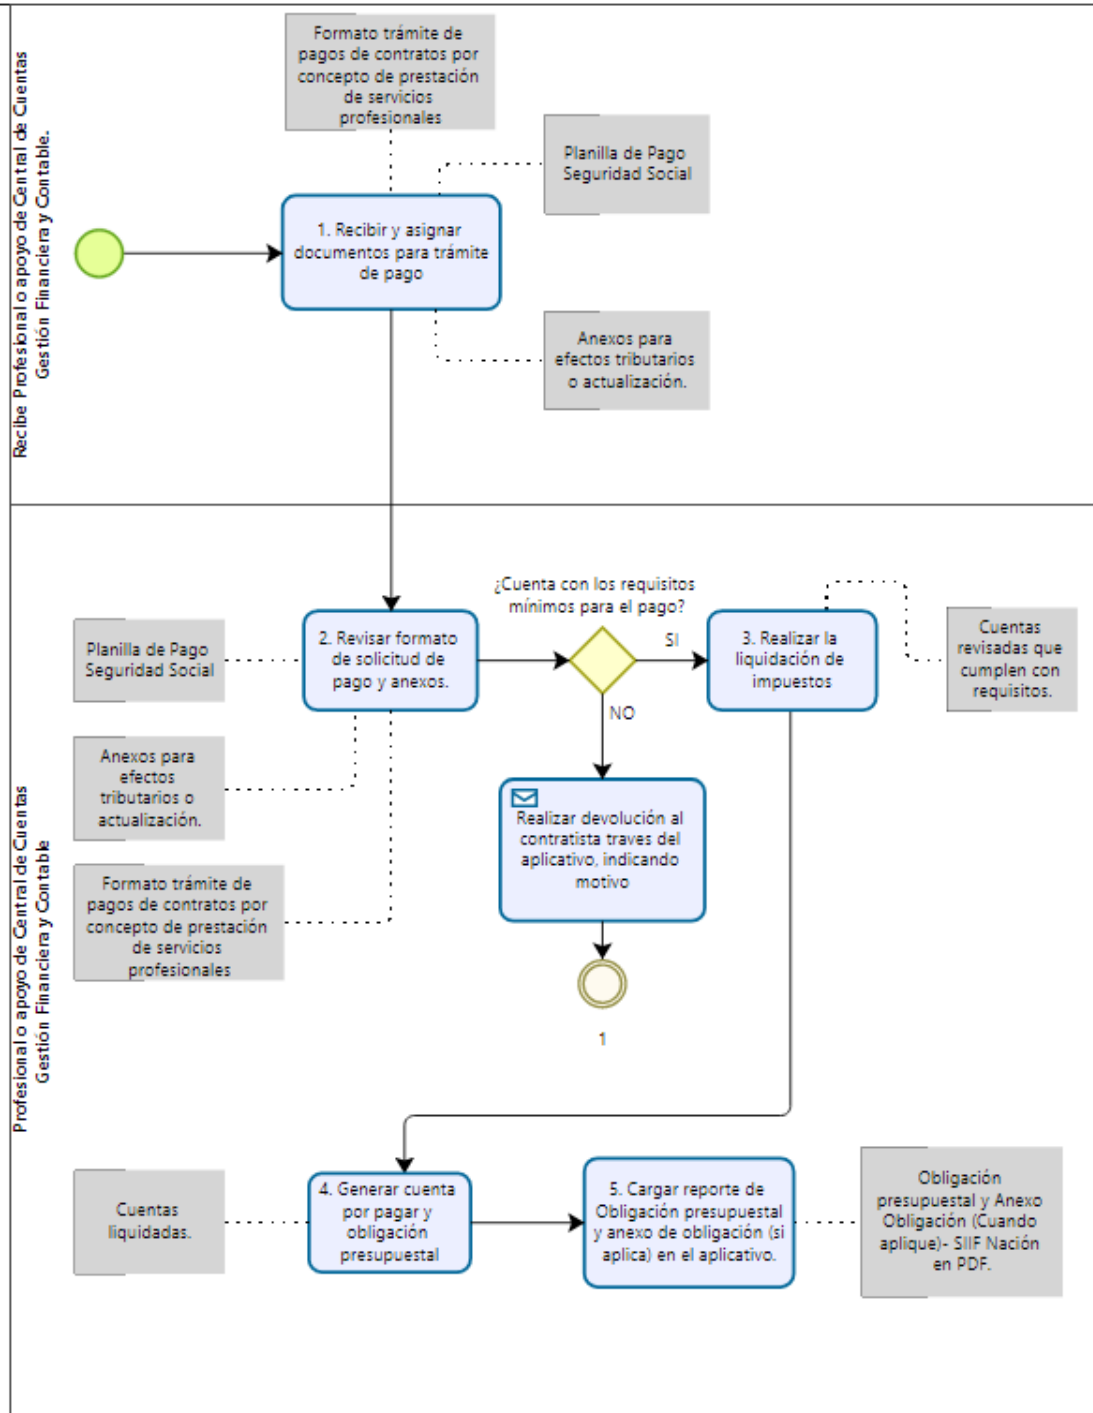 Recibe Profesional o apoyo de Central de Cuentas
Gestión Financiera y Contable.
Formato trámite de
pagos de contratos por
concepto de prestación
de servicios
profesionales
Planilla de Pago
Seguridad Social
1. Recibir y asignar
documentos para trámite
de pago
Anexos para
efectos tributarios
o actualización.
Profesional o apoyo de Central de Cuentas
Gestión Financiera y Contable
¿Cuenta con los requisitos
mínimos para el pago?
Planilla de Pago
Seguridad Social
2. Revisar formato
de solicitud de
pago y anexos.
SI
3. Realizar la
liquidación de
impuestos
Cuentas
revisadas que
cumplen con
requisitos.
NO
Anexos para
efectos
tributarios o
actualización.
Realizar devolución al
contratista traves del
aplicativo, indicando
motivo
Formato trámite de
pagos de contratos por
concepto de prestación
de servicios
profesionales
1
Cuentas
liquidadas.
4. Generar cuenta
por pagar y
obligación
presupuestal
5. Cargar reporte de
Obligación presupuestal
y anexo de obligación (si
aplica) en el aplicativo.
Obligación
presupuestal y Anexo
Obligación (Cuando
aplique)- SIIF Nación
en PDF.